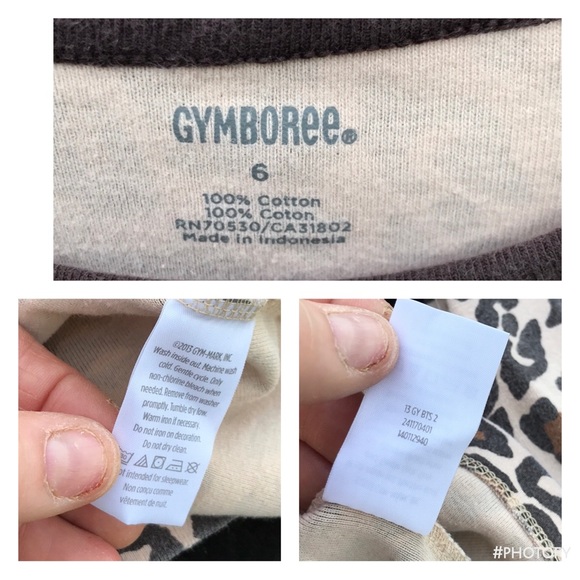 GYMBOREE®
6
100% Cotton
100% Coton
RN70530/CA31802
Made in Indonesia
©2013 GYM-MARK, INC.
Wash inside out. Machine wash
cold. Gentle cycle. Only
non-chlorine bleach when
needed. Remove from washer
promptly. Tumble dry low.
Warm iron if necessary.
Do not iron on decoration.
Do not dry clean.
not intended for sleepwear.
Non conçu comme
vêtement de nuit.
13 GY BTS 2
241170401
140112940
#PHOTO